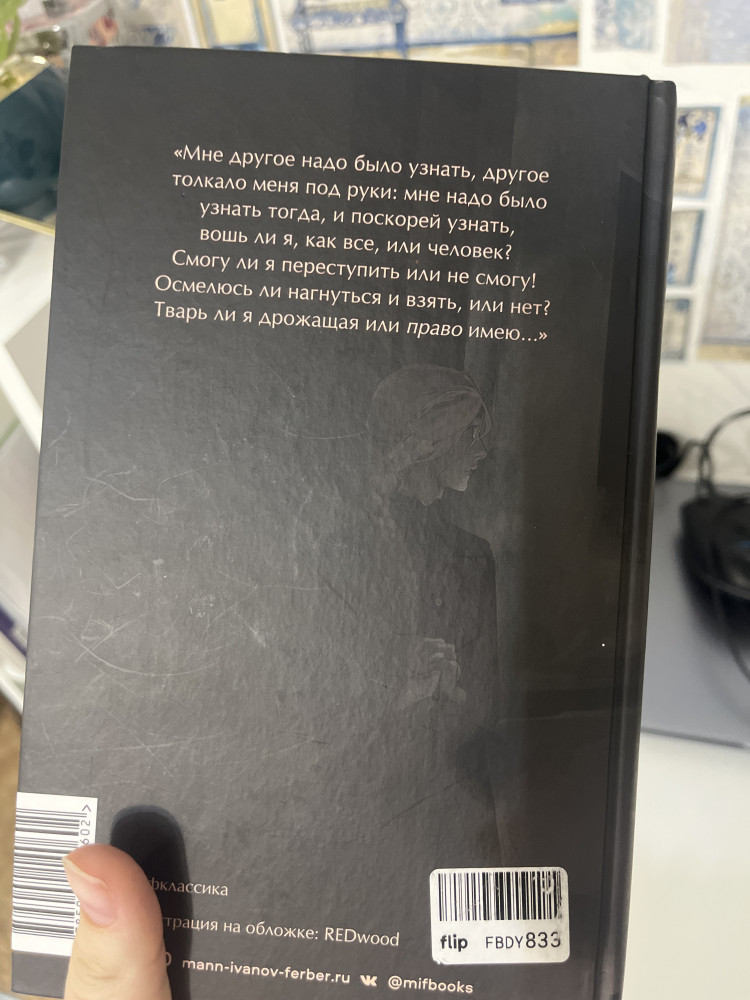 «Мне другое надо было узнать, другое
толкало меня под руки: мне надо было
узнать тогда, и поскорей узнать,
вошь ли я, как все, или человек?
Смогу ли я переступить или не смогу!
Осмелюсь ли нагнуться и взять, или нет?
Тварь ли я дрожащая или право имею...»
фклассика
трация на обложке: REDwood
mann-ivanov-ferber.ru @mifbooks
flip FBDY833